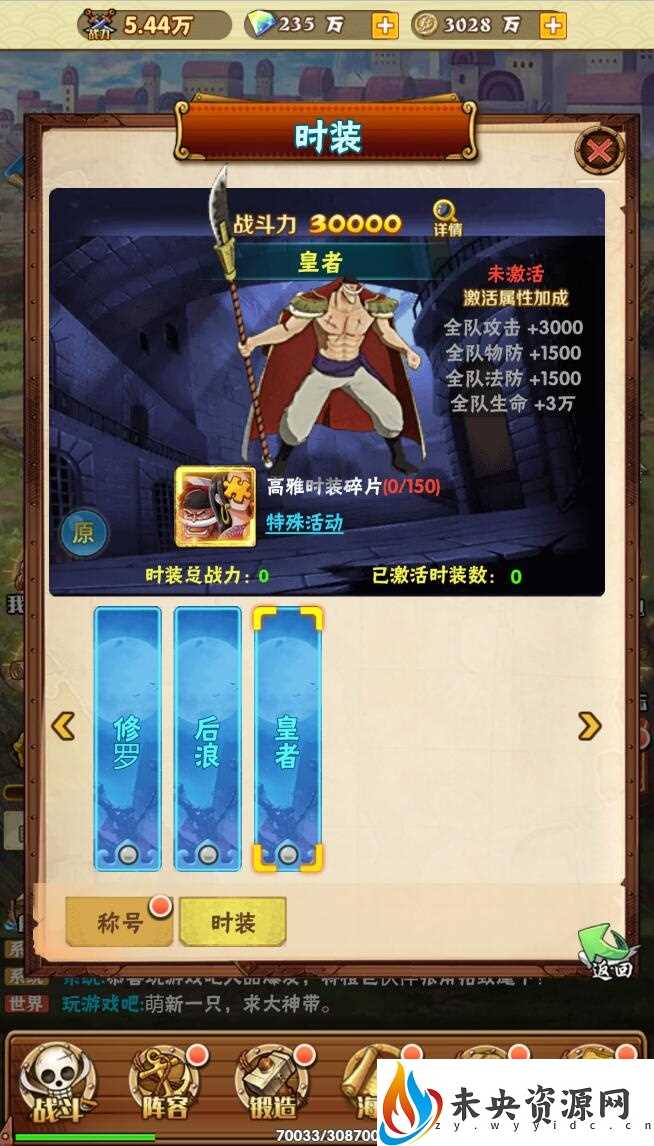 战力 5.44万 235 万 3028 万
时装
战斗力 30000 详情
皇者
未激活
激活属性加成
全队攻击 +3000
全队物防 +1500
全队法防 +1500
全队生命 +3万
高雅时装碎片(0/150)
特殊活动
原
时装总战力：0 已激活时装数：0
修罗 后浪 皇者
称号 时装
返回
世界 玩游戏吧:萌新一只，求大神带。
战斗 阵容 锻造 海
70033/308700
未央资源网
zy.wyyidc.cn